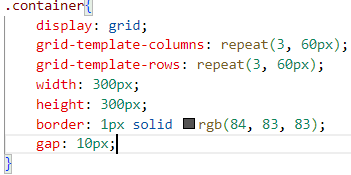 .container{
display: grid;
grid-template-columns: repeat(3, 60px);
grid-template-rows: repeat(3, 60px);
width: 300px;
height: 300px;
border: 1px solid rgb(84, 83, 83);
gap: 10px;
}